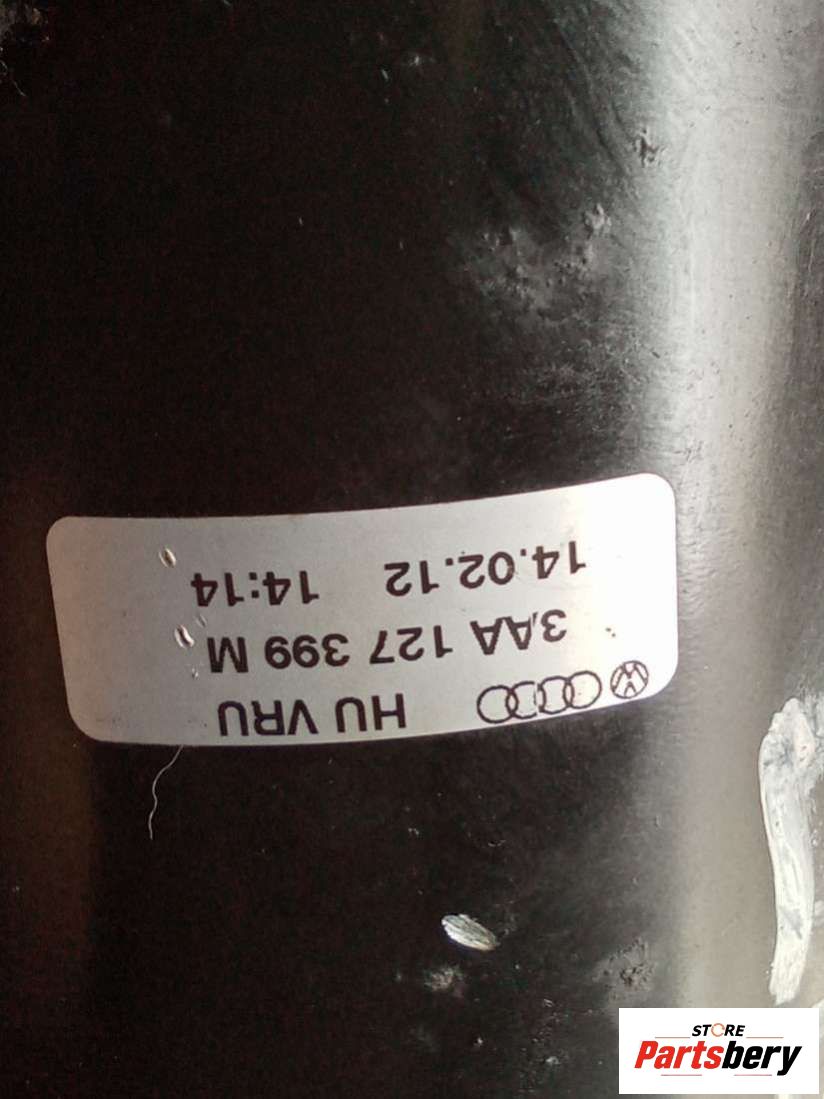 HU VRU
3AA 127 399 M
14.02.12 14:14
STORE
Partsbery